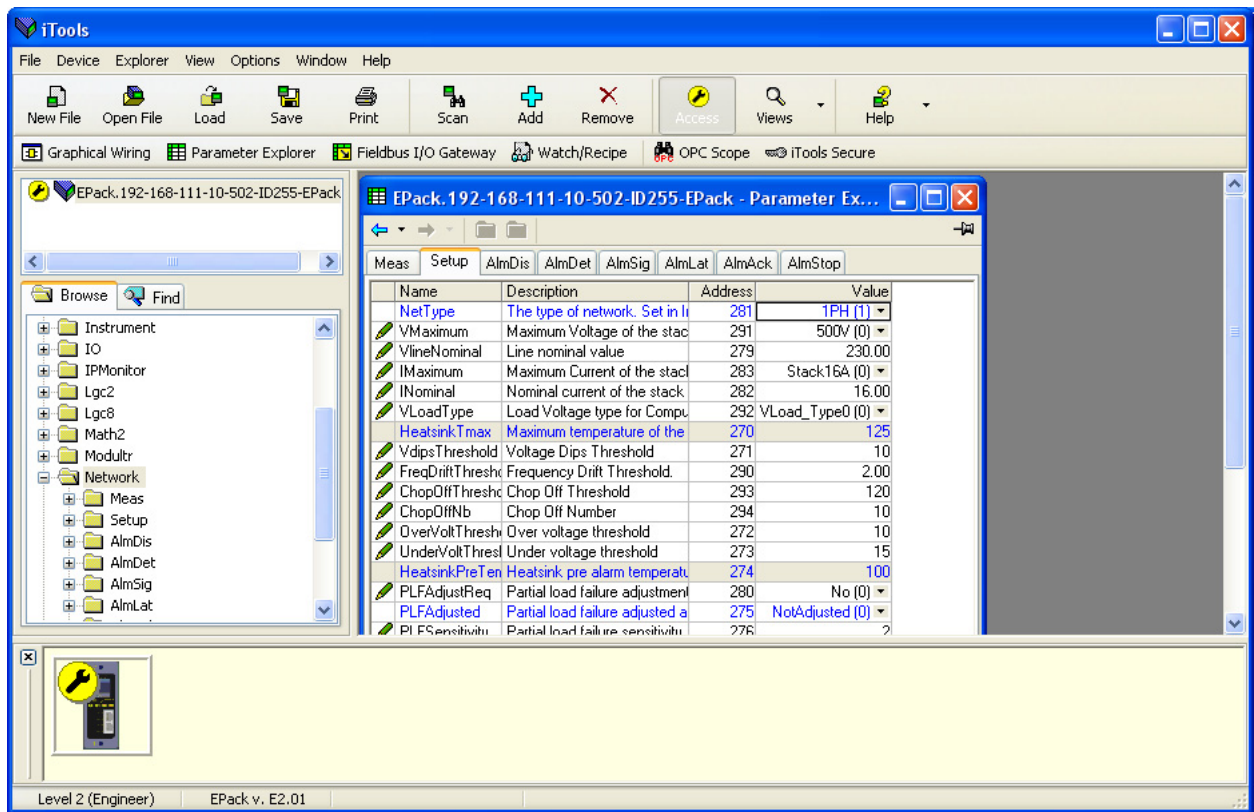 iTools
File Device Explorer View Options Window Help
New File Open File Load Save Print Scan Add Remove Access Views Help
Graphical Wiring Parameter Explorer Fieldbus I/O Gateway Watch/Recipe OPC Scope iTools Secure
EPack.192-168-111-10-502-ID255-EPack
Browse Find
Instrument
IO
IPMonitor
Lgc2
Lgc8
Math2
Modultr
Network
Meas
Setup
AlmDis
AlmDet
AlmSig
AlmLat
EPack.192-168-111-10-502-ID255-EPack - Parameter Ex...
Meas Setup AlmDis AlmDet AlmSig AlmLat AlmAck AlmStop
Name Description Address Value
NetType The type of network. Set in 281 1PH (1)
VMaximum Maximum Voltage of the stac 291 500V (0)
VlineNominal Line nominal value 279 230.00
IMaximum Maximum Current of the stac 283 Stack16A (0)
INominal Nominal current of the stack 282 16.00
VLoadType Load Voltage type for Compu 292 VLoad_Type0 (0)
HeatsinkTmax Maximum temperature of the 270 125
VdipsThreshold Voltage Dips Threshold 271 10
FreqDriftThresh Frequency Drift Threshold. 290 2.00
ChopOffThresh Chop Off Threshold 293 120
ChopOffNb Chop Off Number 294 10
OverVoltThresh Over voltage threshold 272 10
UnderVoltThres Under voltage threshold 273 15
HeatsinkPreTen Heatsink pre alarm temperatu 274 100
PLFAdjustReq Partial load failure adjustment 280 No (0)
PLFAdjusted Partial load failure adjusted a 275 NotAdjusted (0)
PLFSensitivity Partial load failure sensitivity 276 2
Level 2 (Engineer) EPack v. E2.01